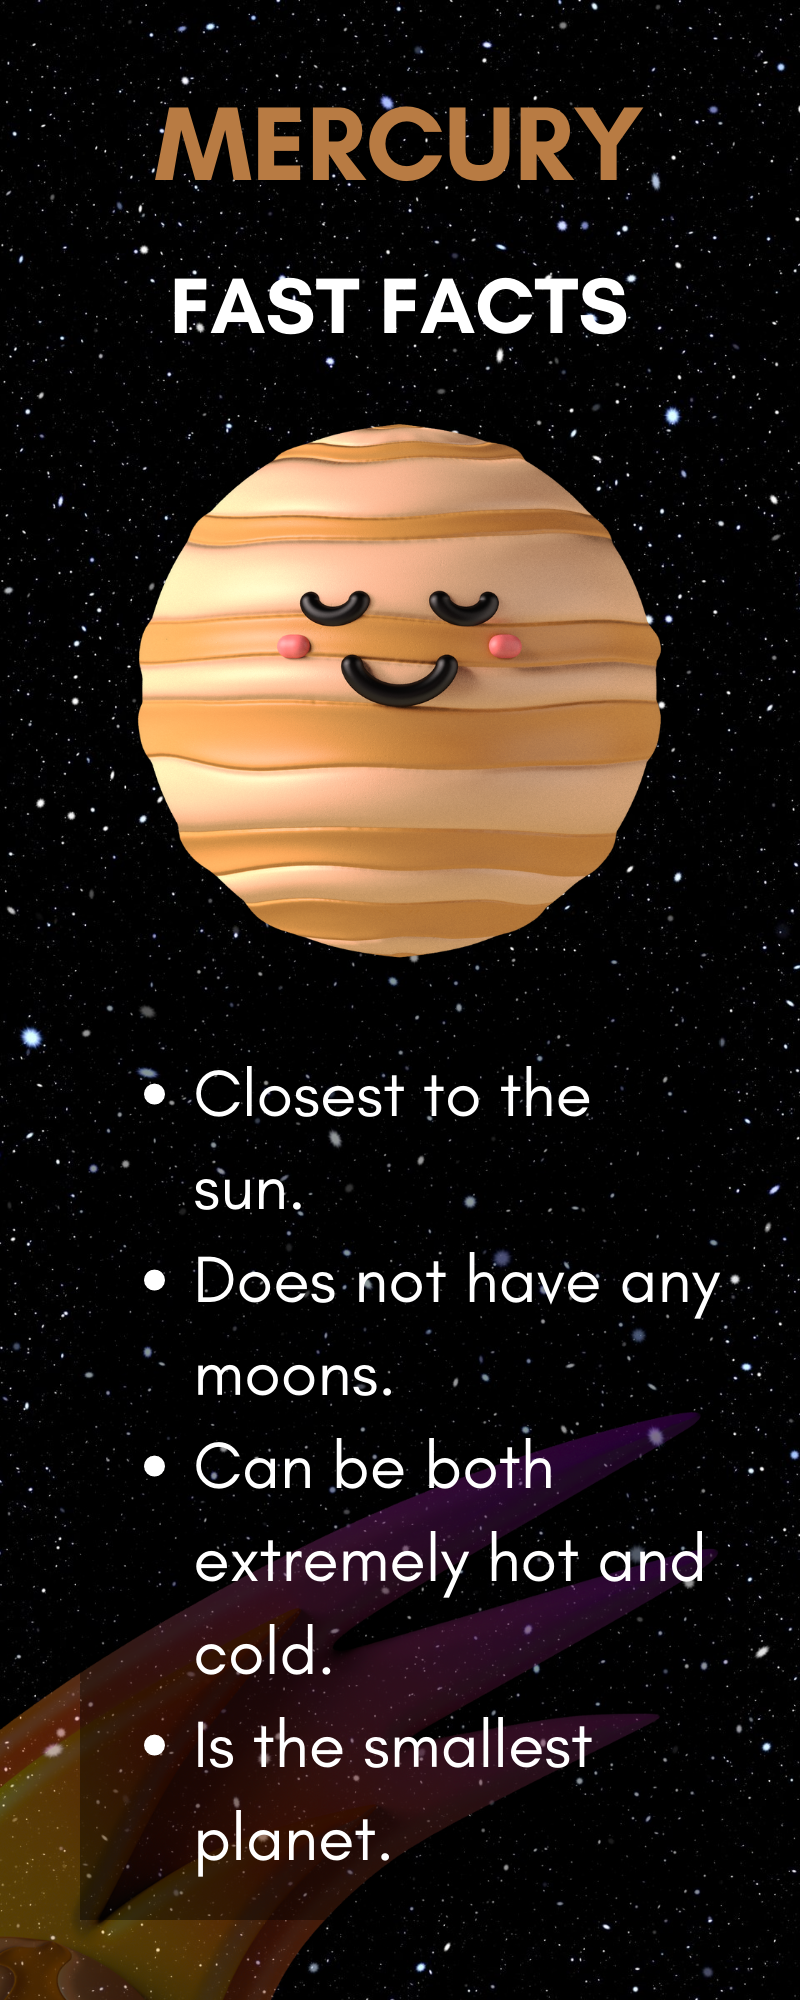 MERCURY
FAST FACTS
• Closest to the
sun.
• Does not have any
moons.
• Can be both
extremely hot and
cold.
• Is the smallest
planet.